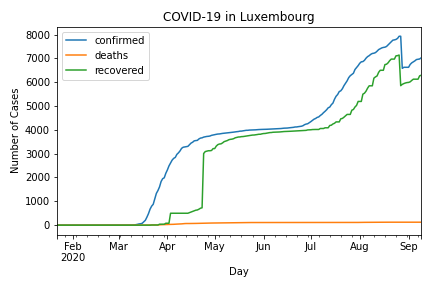 COVID-19 in Luxembourg
confirmed
deaths
recovered
8000
7000
6000
5000
4000
3000
2000
1000
0
Number of Cases
Feb Mar Apr May Jun Jul Aug Sep
2020
Day